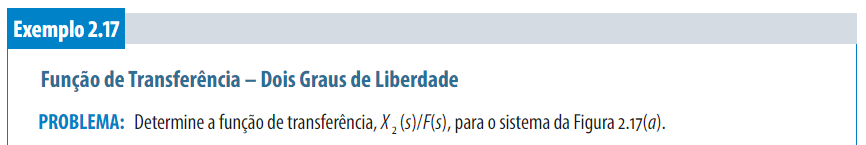 Exemplo 2.17
Função de Transferência – Dois Graus de Liberdade
PROBLEMA: Determine a função de transferência, X₂(s)/F(s), para o sistema da Figura 2.17(a).